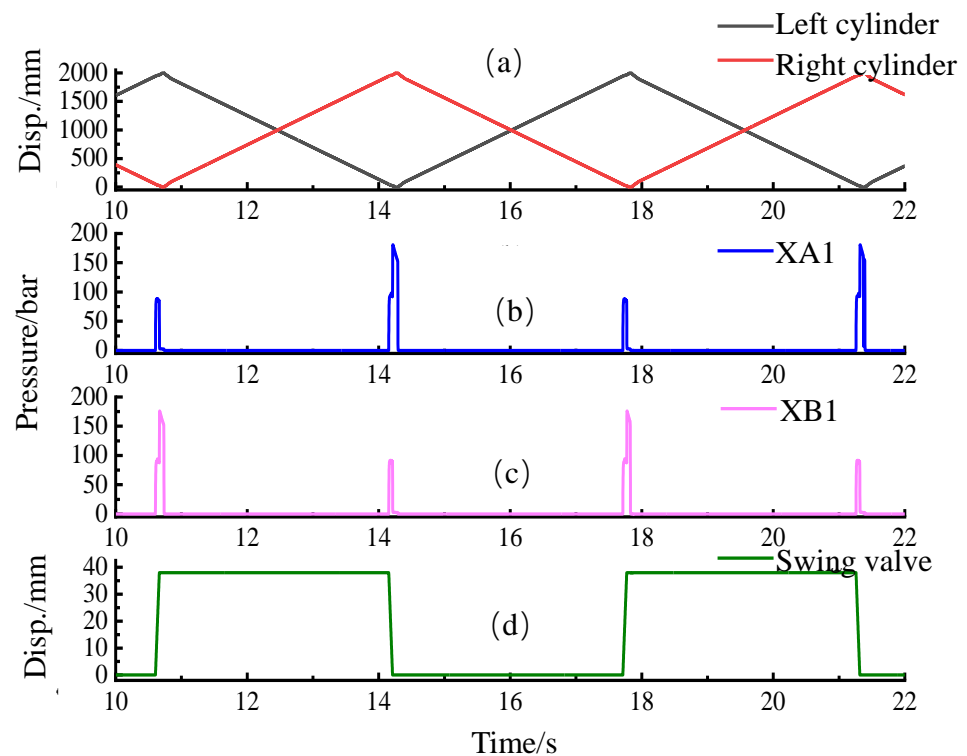 Left cylinder
(a)
Right cylinder
Disp./mm
2000
1500
1000
500
0
10 12 14 16 18 20 22
200
XA1
150
100
(b)
50
0
10 12 14 16 18 20 22
Pressure/bar
200
XB1
150
100
(c)
50
0
10 12 14 16 18 20 22
Swing valve
Disp./mm
40
30
20
(d)
10
0
10 12 14 16 18 20 22
Time/s